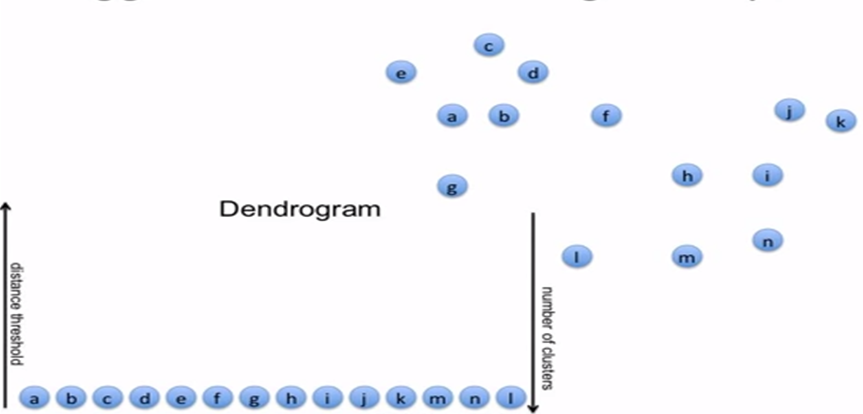 c
e
d
a
b
f
j
k
h
i
g
Dendrogram
n
l
m
distance threshold
number of clusters
a b c d e f g h i j k m n l